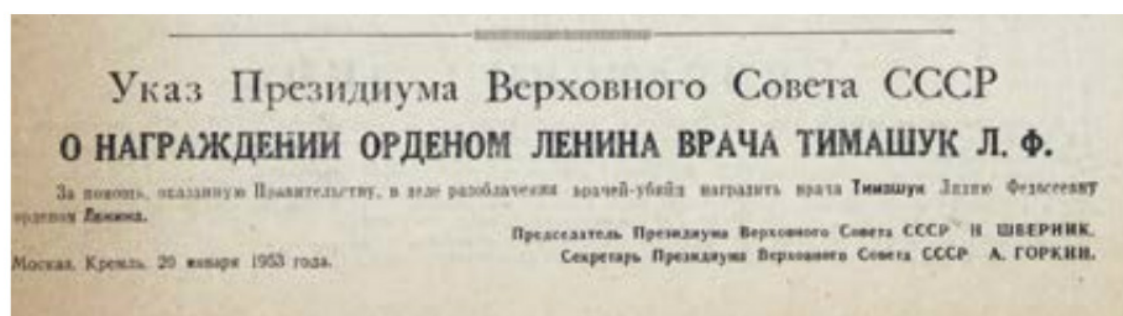 Указ Президиума Верховного Совета СССР
О НАГРАЖДЕНИИ ОРДЕНОМ ЛЕНИНА ВРАЧА ТИМАШУК Л. Ф.
За помощь, оказанную Правительству, в деле разоблачения врачей-убийц наградить врача Тимашук Лидию Федосеевну
орденом Ленина.
Председатель Президиума Верховного Совета СССР Н ШВЕРНИК.
Секретарь Президиума Верховного Совета СССР А. ГОРКИН.
Москва, Кремль. 20 января 1953 года.